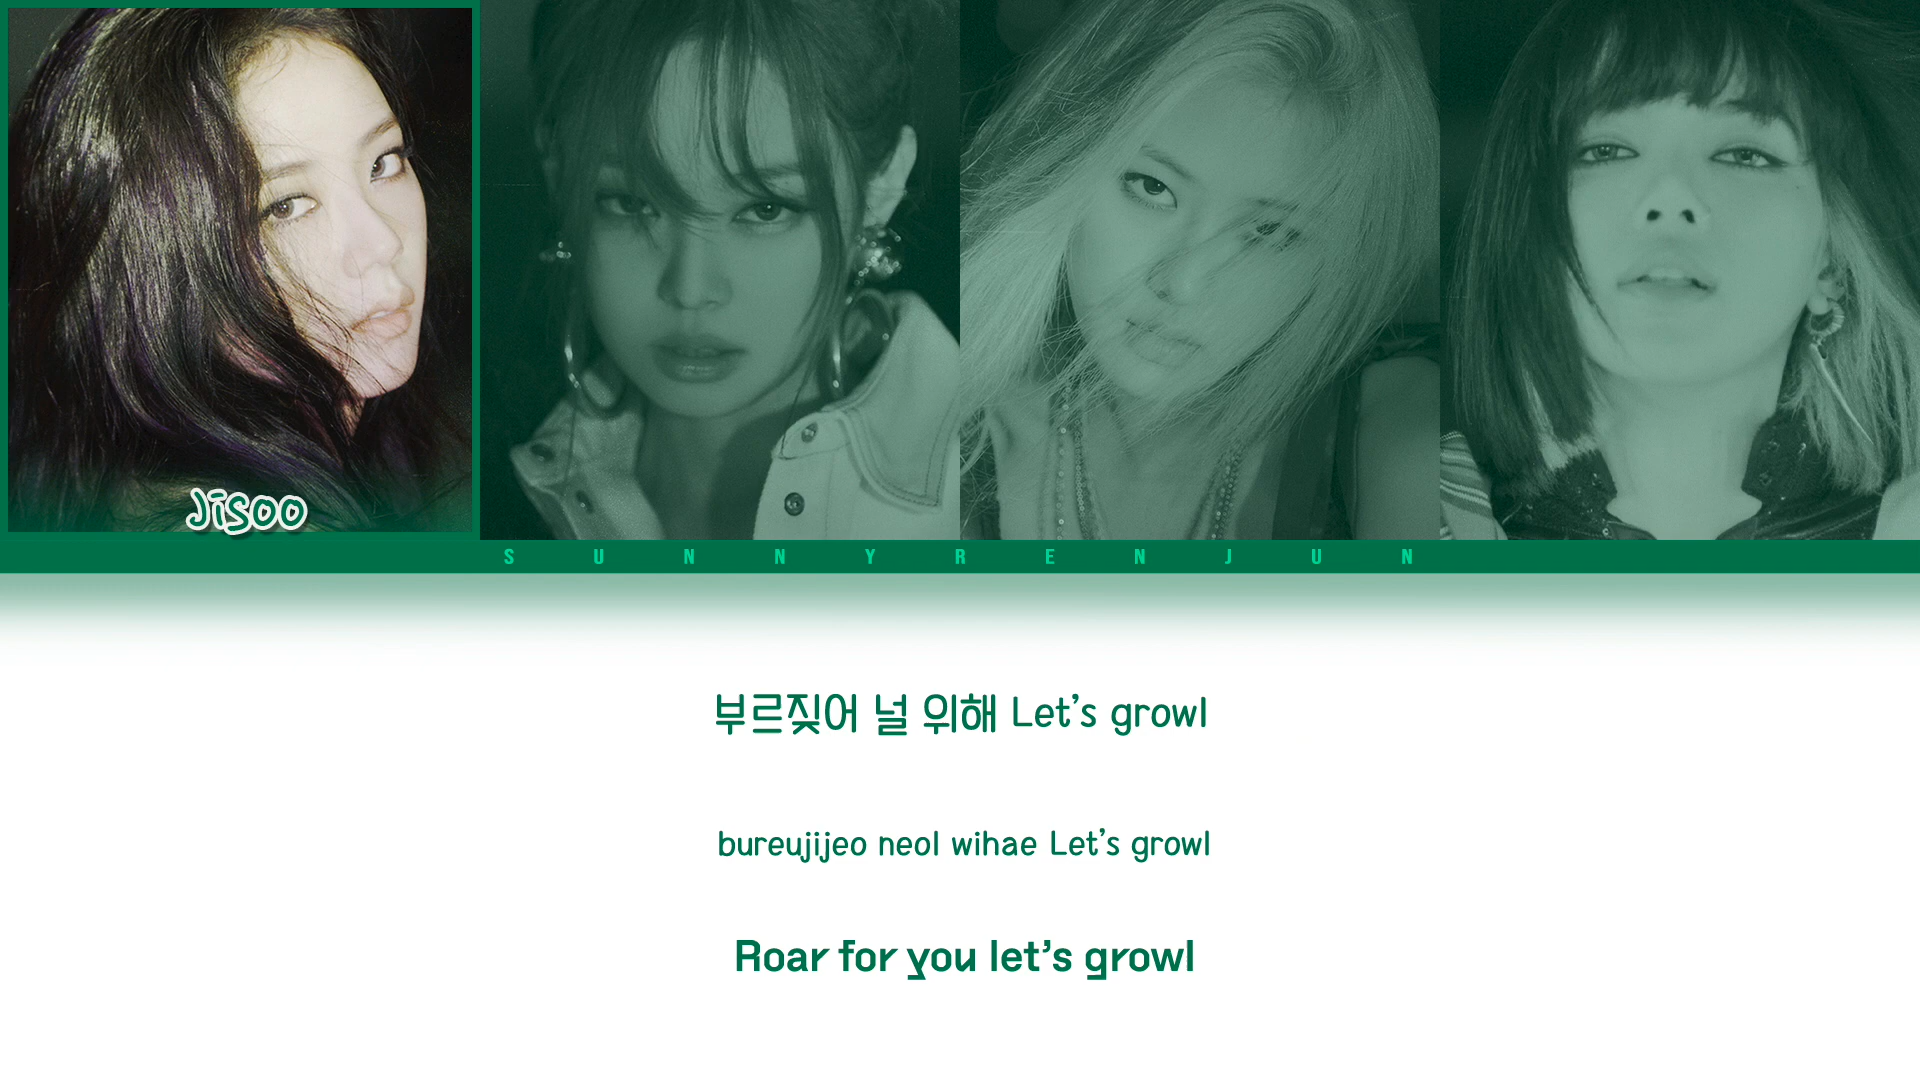 Jisoo
SUNNYRENJUN
부르짖어 널 위해 Let's growl
bureujijeo neol wihae Let's growl
Roar for you let's growl